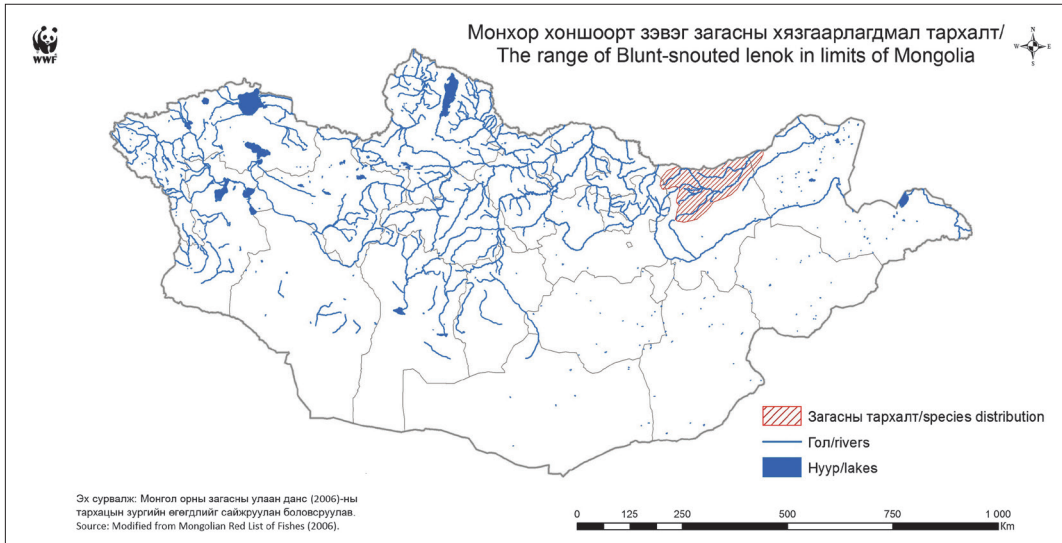 WWF
Монхор хоншоорт зэвэг загасны хязгаарлагдмал тархалт/
The range of Blunt-snouted lenok in limits of Mongolia
N
W
E
S
Загасны тархалт/species distribution
Гол/rivers
Нуур/lakes
Эх сурвалж: Монгол орны загасны улаан данс (2006)-ны
тархацын зургийн өгөгдлийг сайжруулан боловсруулав.
Source: Modified from Mongolian Red List of Fishes (2006).
0 125 250 500 750 1 000
Km